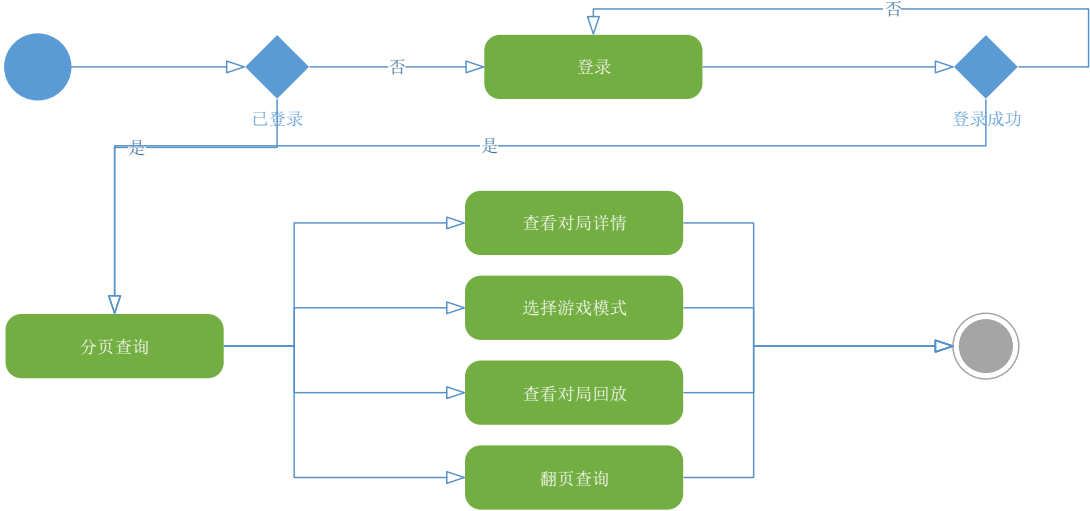 否
否
登录
已登录
登录成功
是
是
查看对局详情
选择游戏模式
分页查询
查看对局回放
翻页查询